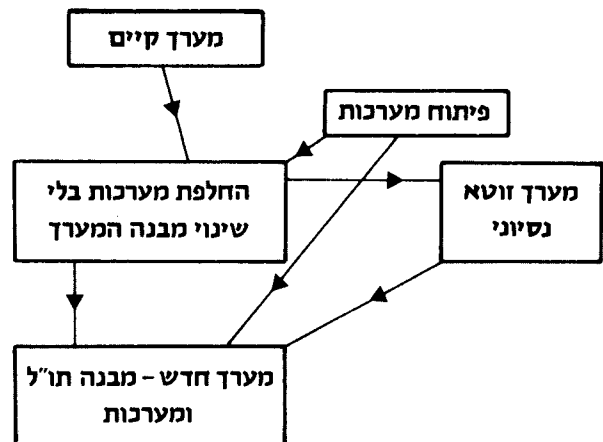 מערך קיים
פיתוח מערכות
החלפת מערכות בלי
שינוי מבנה המערך
מערך זוטא
נסיוני
מערך חדש – מבנה תו"ל
ומערכות